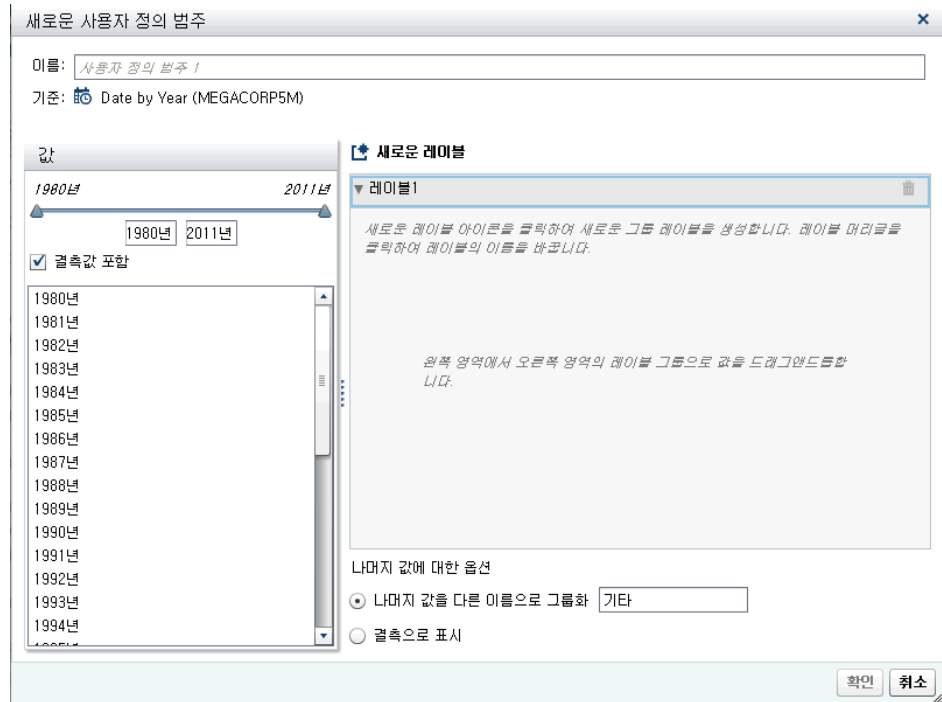 새로운 사용자 정의 범주
이름: 사용자 정의 범주 1
기준: Date by Year (MEGACORP5M)
값
1980년 2011년
1980년 2011년
결측값 포함
1980년
1981년
1982년
1983년
1984년
1985년
1986년
1987년
1988년
1989년
1990년
1991년
1992년
1993년
1994년
새로운 레이블
레이블1
새로운 레이블 아이콘을 클릭하여 새로운 그룹 레이블을 생성합니다. 레이블 머리글을
클릭하여 레이블의 이름을 바꿉니다.
왼쪽 영역에서 오른쪽 영역의 레이블 그룹으로 값을 드래그앤드롭합
니다.
나머지 값에 대한 옵션
나머지 값을 다른 이름으로 그룹화 기타
결측으로 표시
확인 취소